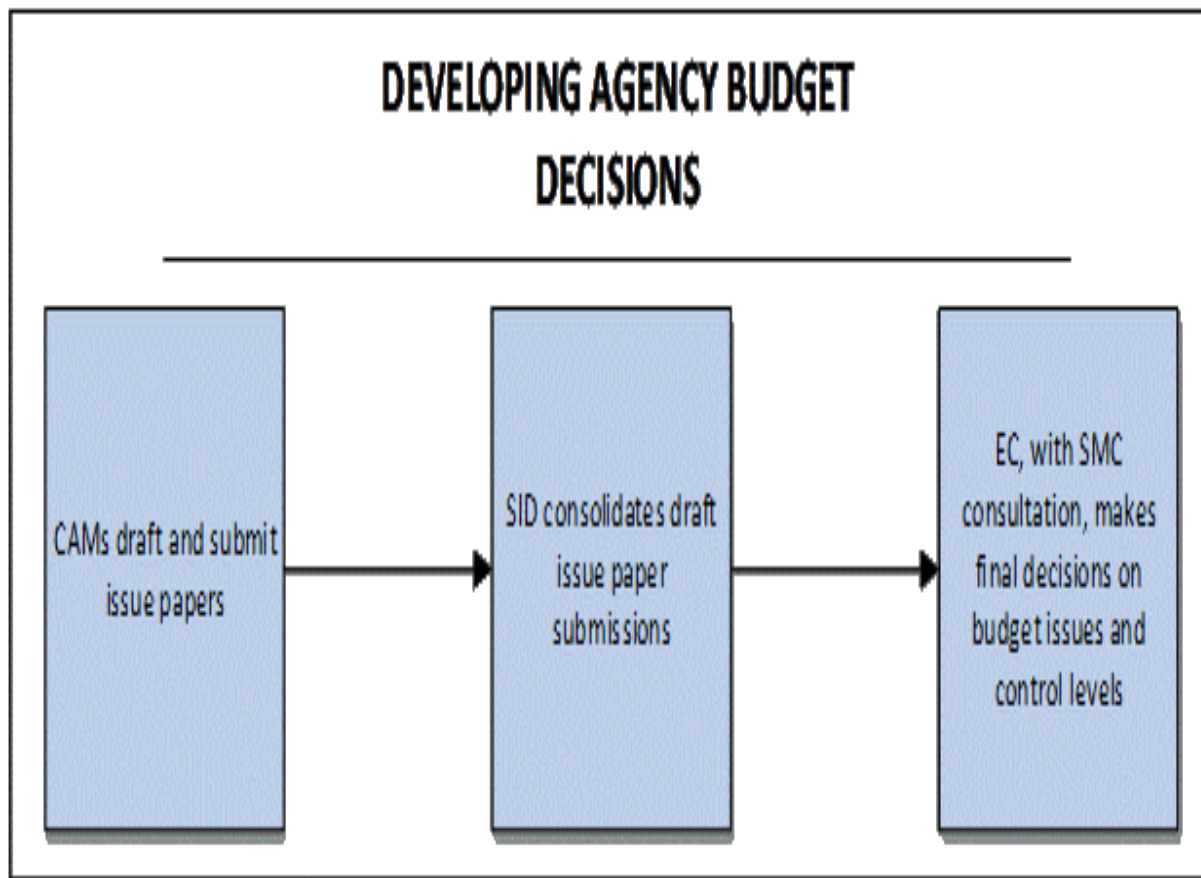 DEVELOPING AGENCY BUDGET
DECISIONS
CAMs draft and submit
issue papers
SID consolidates draft
issue paper
submissions
EC, with SMC
consultation, makes
final decisions on
budget issues and
control levels